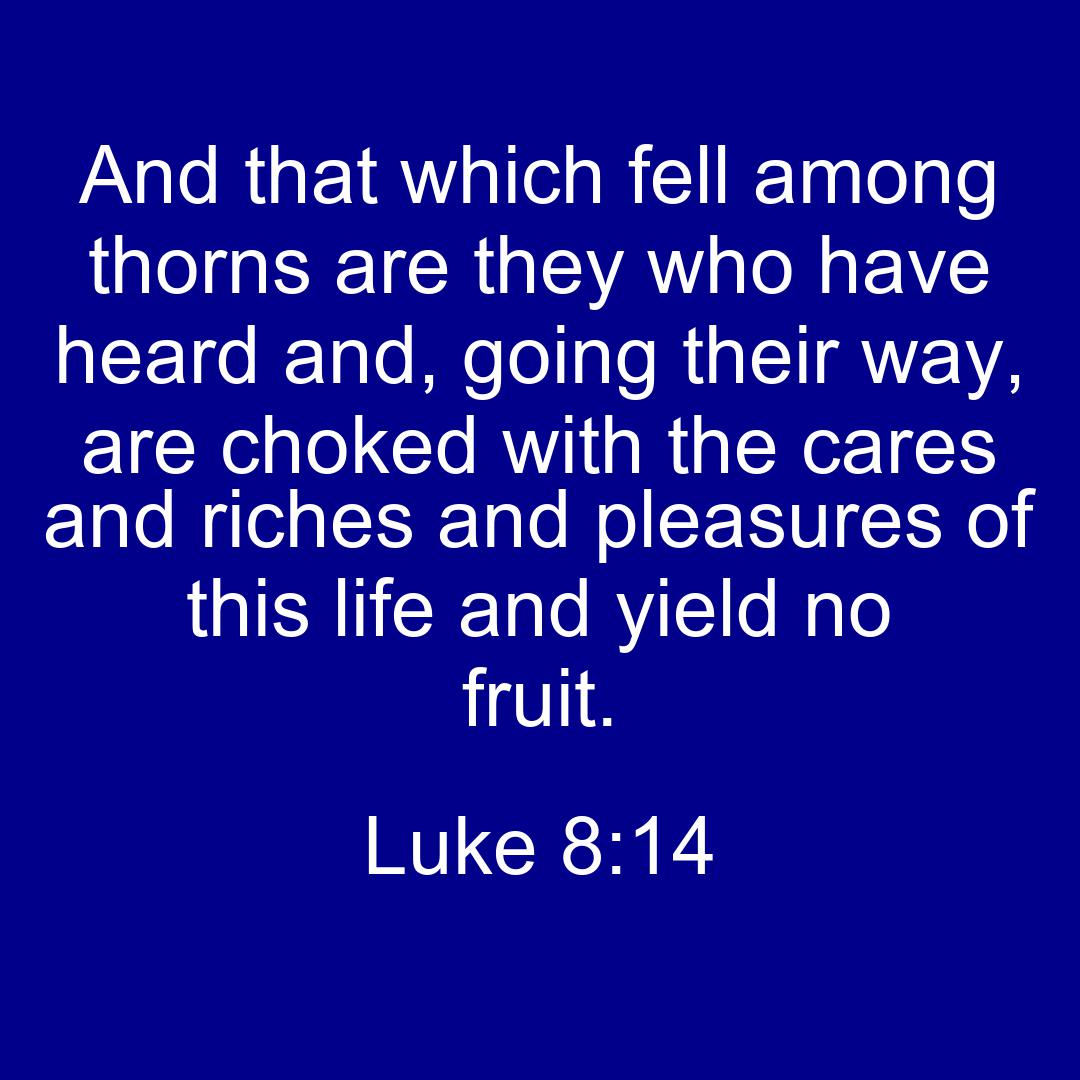 And that which fell among
thorns are they who have
heard and, going their way,
are choked with the cares
and riches and pleasures of
this life and yield no
fruit.
Luke 8:14